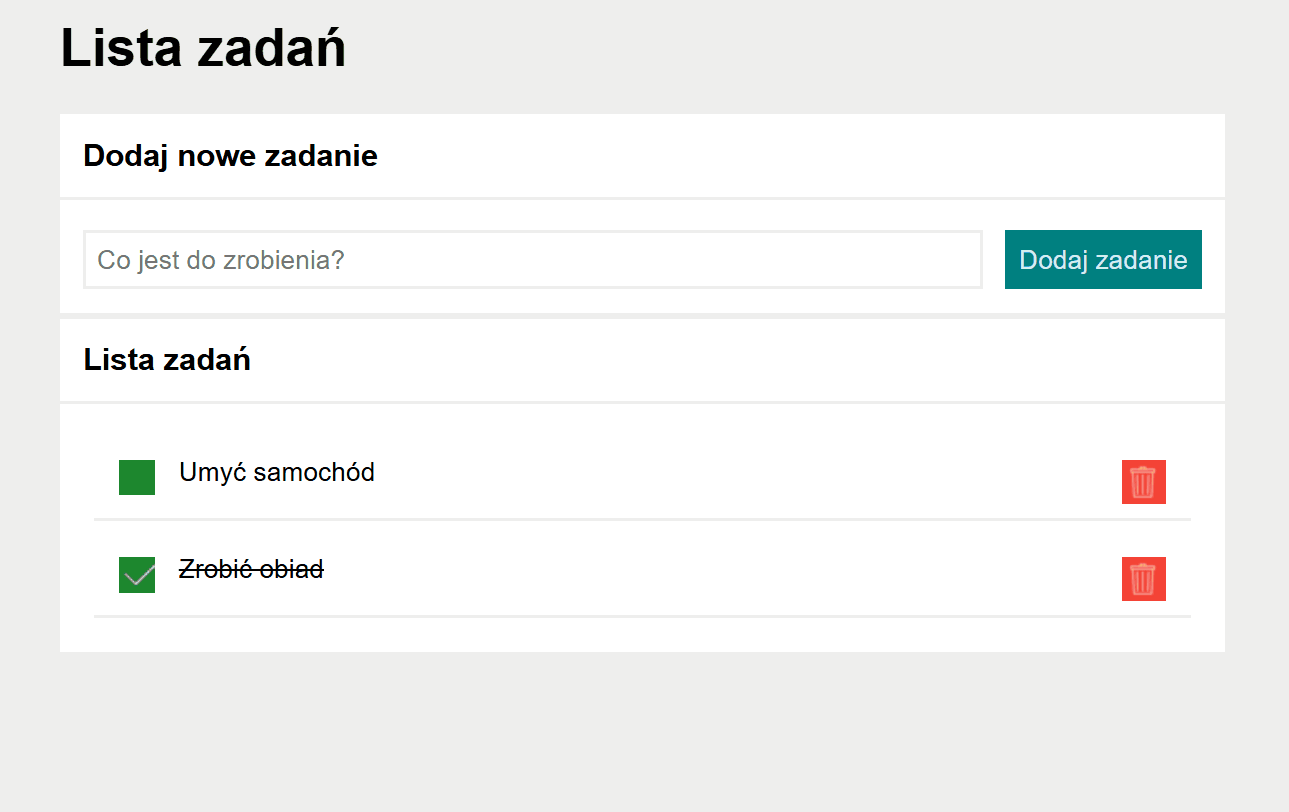 Lista zadań
Dodaj nowe zadanie
Co jest do zrobienia?
Dodaj zadanie
Lista zadań
Umyć samochód
Zrobić obiad